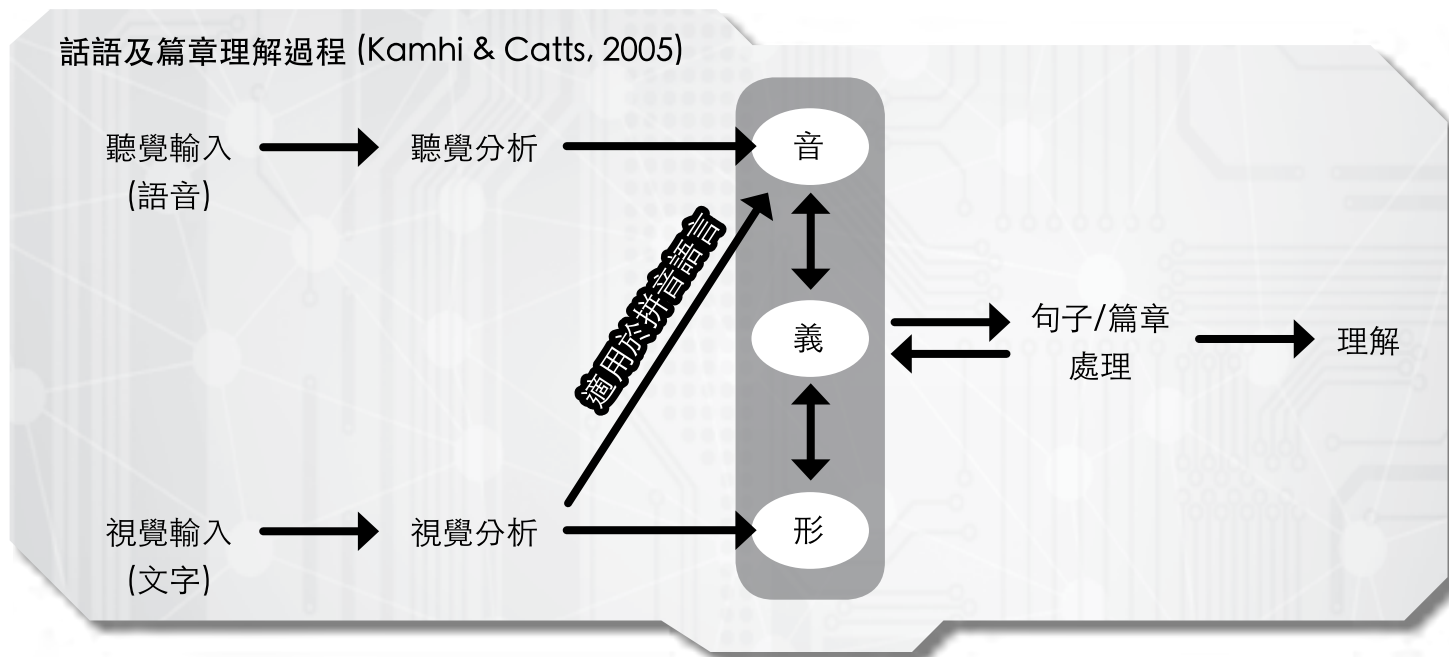 話語及篇章理解過程 (Kamhi & Catts, 2005)
聽覺輸入
(語音)
聽覺分析
音
適用於拼音語言
義
句子/篇章
處理
理解
視覺輸入
(文字)
視覺分析
形